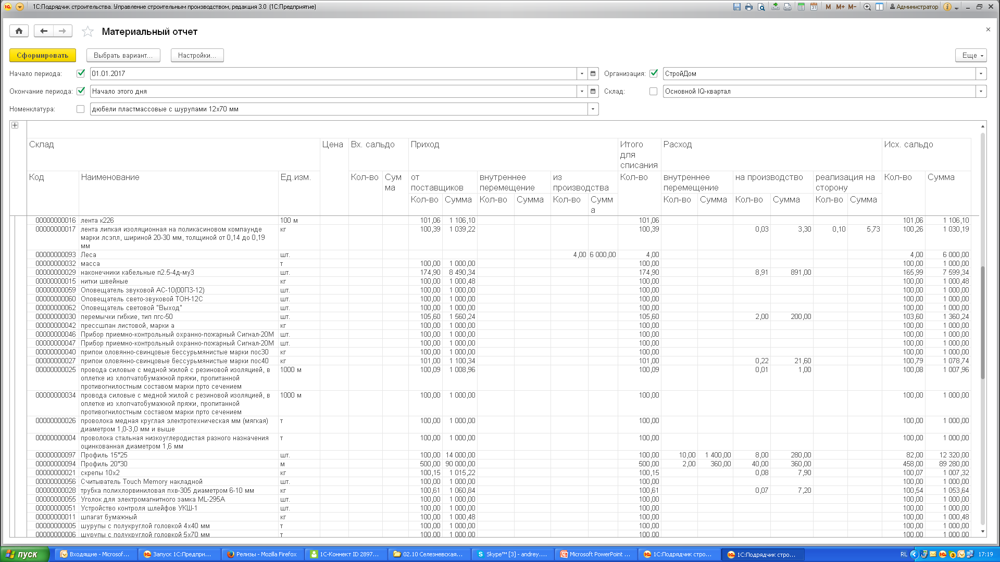 1С:Подрядчик строительства. Управление строительным производством, редакция 3.0 (1С:Предприятие)
M M+ M- Администратор
Материальный отчет
Сформировать Выбрать вариант... Настройки... Еще
Начало периода: 01.01.2017 Организация: СтройДом
Окончание периода: Начало этого дня Склад: Основной IQ-квартал
Номенклатура: дюбели пластмассовые с шурупами 12х70 мм
Склад Цена Вх. сальдо Приход Итого для списания Расход Исх. сальдо
Код Наименование Ед.изм. Кол-во Сумма от поставщиков внутреннее перемещение из производства Кол-во внутреннее перемещение на производство реализация на сторону Кол-во Сумма
Кол-во Сумма Кол-во Сумма Кол-во Сумма Кол-во Сумма Кол-во Сумма Кол-во Сумма
00000000016 лента к226 100 м 101,06 1 106,10 101,06 101,06 1 106,10
00000000017 лента липкая изоляционная на поликасиновом компаунде кг 100,39 1 039,22 100,39 0,03 3,30 0,10 5,73 100,26 1 030,19
марки лсэпл, шириной 20-30 мм, толщиной от 0,14 до 0,19
мм
00000000093 Леса шт. 4,00 6 000,00 4,00 4,00 6 000,00
00000000032 масса т 100,00 1 000,00 100,00 100,00 1 000,00
00000000029 наконечники кабельные п2.5-4д-му3 шт. 174,90 8 490,34 174,90 8,91 891,00 165,99 7 599,34
00000000015 нитки швейные кг 100,00 1 000,48 100,00 100,00 1 000,48
00000000059 Оповещатель звуковой АС-10(00ПЗ-12) шт. 100,00 1 000,00 100,00 100,00 1 000,00
00000000060 Оповещатель свето-звуковой ТОН-12С шт. 100,00 1 000,00 100,00 100,00 1 000,00
00000000062 Оповещатель световой "Выход" шт. 100,00 1 000,00 100,00 100,00 1 000,00
00000000030 перемычки гибкие, тип пгс-50 шт. 105,60 1 560,24 105,60 2,00 200,00 103,60 1 360,24
00000000042 прессшпан листовой, марки а кг 100,00 1 000,00 100,00 100,00 1 000,00
00000000046 Прибор приемно-контрольный охранно-пожарный Сигнал-20М шт. 100,00 1 000,00 100,00 100,00 1 000,00
00000000047 Прибор приемно-контрольный охранно-пожарный Сигнал-20М шт. 100,00 1 000,00 100,00 100,00 1 000,00
00000000040 припои оловянно-свинцовые бессурьмянистые марки пос30 кг 100,00 1 000,00 100,00 100,00 1 000,00
00000000027 припои оловянно-свинцовые бессурьмянистые марки пос40 кг 101,00 1 100,34 101,00 0,22 21,60 100,79 1 078,74
00000000025 провода силовые с медной жилой с резиновой изоляцией, в 1000 м 100,09 1 008,96 100,09 0,01 1,00 100,08 1 007,96
оплетке из хлопчатобумажной пряжи, пропитанной
противогнилостным составом марки прто сечением
00000000034 провода силовые с медной жилой с резиновой изоляцией, в 1000 м 100,00 1 000,00 100,00 100,00 1 000,00
оплетке из хлопчатобумажной пряжи, пропитанной
противогнилостным составом марки прто сечением
00000000026 проволока медная круглая электротехническая мм (мягкая) т 100,00 1 000,00 100,00 100,00 1 000,00
диаметром 1,0-3,0 мм и выше
00000000004 проволока стальная низкоуглеродистая разного назначения т 100,00 1 000,00 100,00 100,00 1 000,00
оцинкованная диаметром 1,6 мм
00000000097 Профиль 15*25 шт. 100,00 14 000,00 100,00 10,00 1 400,00 8,00 280,00 82,00 12 320,00
00000000094 Профиль 20*30 м 500,00 90 000,00 500,00 2,00 360,00 40,00 360,00 458,00 89 280,00
00000000021 скрепы 10х2 кг 100,15 1 015,22 100,15 0,08 7,90 100,07 1 007,32
00000000056 Считыватель Touch Memory накладной шт. 100,00 1 000,00 100,00 100,00 1 000,00
00000000028 трубка полихлорвиниловая пхв-305 диаметром 6-10 мм кг 100,61 1 060,84 100,61 0,07 7,20 100,54 1 053,64
00000000055 Уголок для электромагнитного замка ML-295А шт. 100,00 1 000,00 100,00 100,00 1 000,00
00000000051 Устройство контроля шлейфов УКШ-1 шт. 100,00 1 000,00 100,00 100,00 1 000,00
00000000011 шпагат бумажный кг 100,00 1 000,48 100,00 100,00 1 000,48
00000000005 шурупы с полукруглой головкой 4х40 мм т 100,00 1 000,00 100,00 100,00 1 000,00
00000000006 шурупы с полукруглой головкой 5х70 мм т 100,00 1 000,00 100,00 100,00 1 000,00
пуск Входящие - Microsof... Запуск 1С:Предпри... Релизы - Mozilla Firefox 1С-Коннект ID 2897... 02.10 Селезневская... Skype™ [3] - andrey.... Microsoft PowerPoint ... 1С:Подрядчик стро... 1С:Подрядчик стро... RL 17:19